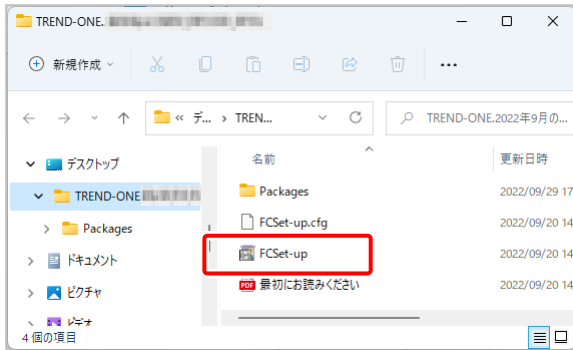 TREND-ONE.
新規作成
« デ... › TREN...
TREND-ONE.2022年9月の...
デスクトップ
TREND-ONE
Packages
ドキュメント
ピクチャ
ビデオ
名前
更新日時
Packages
2022/09/29 17
FCSet-up.cfg
2022/09/20 14
FCSet-up
2022/09/20 14
PDF 最初にお読みください
2022/09/20 14
4 個の項目